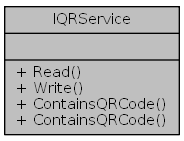 IQRService
+ Read()
+ Write()
+ ContainsQRCode()
+ ContainsQRCode()